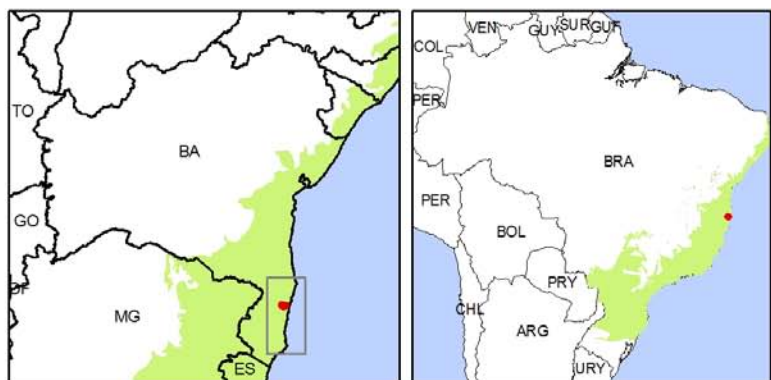 TO
BA
GO
DF
MG
ES
VEN
GUY
SUR
GUF
COL
PER
BRA
PER
BOL
PRY
CHL
ARG
URY